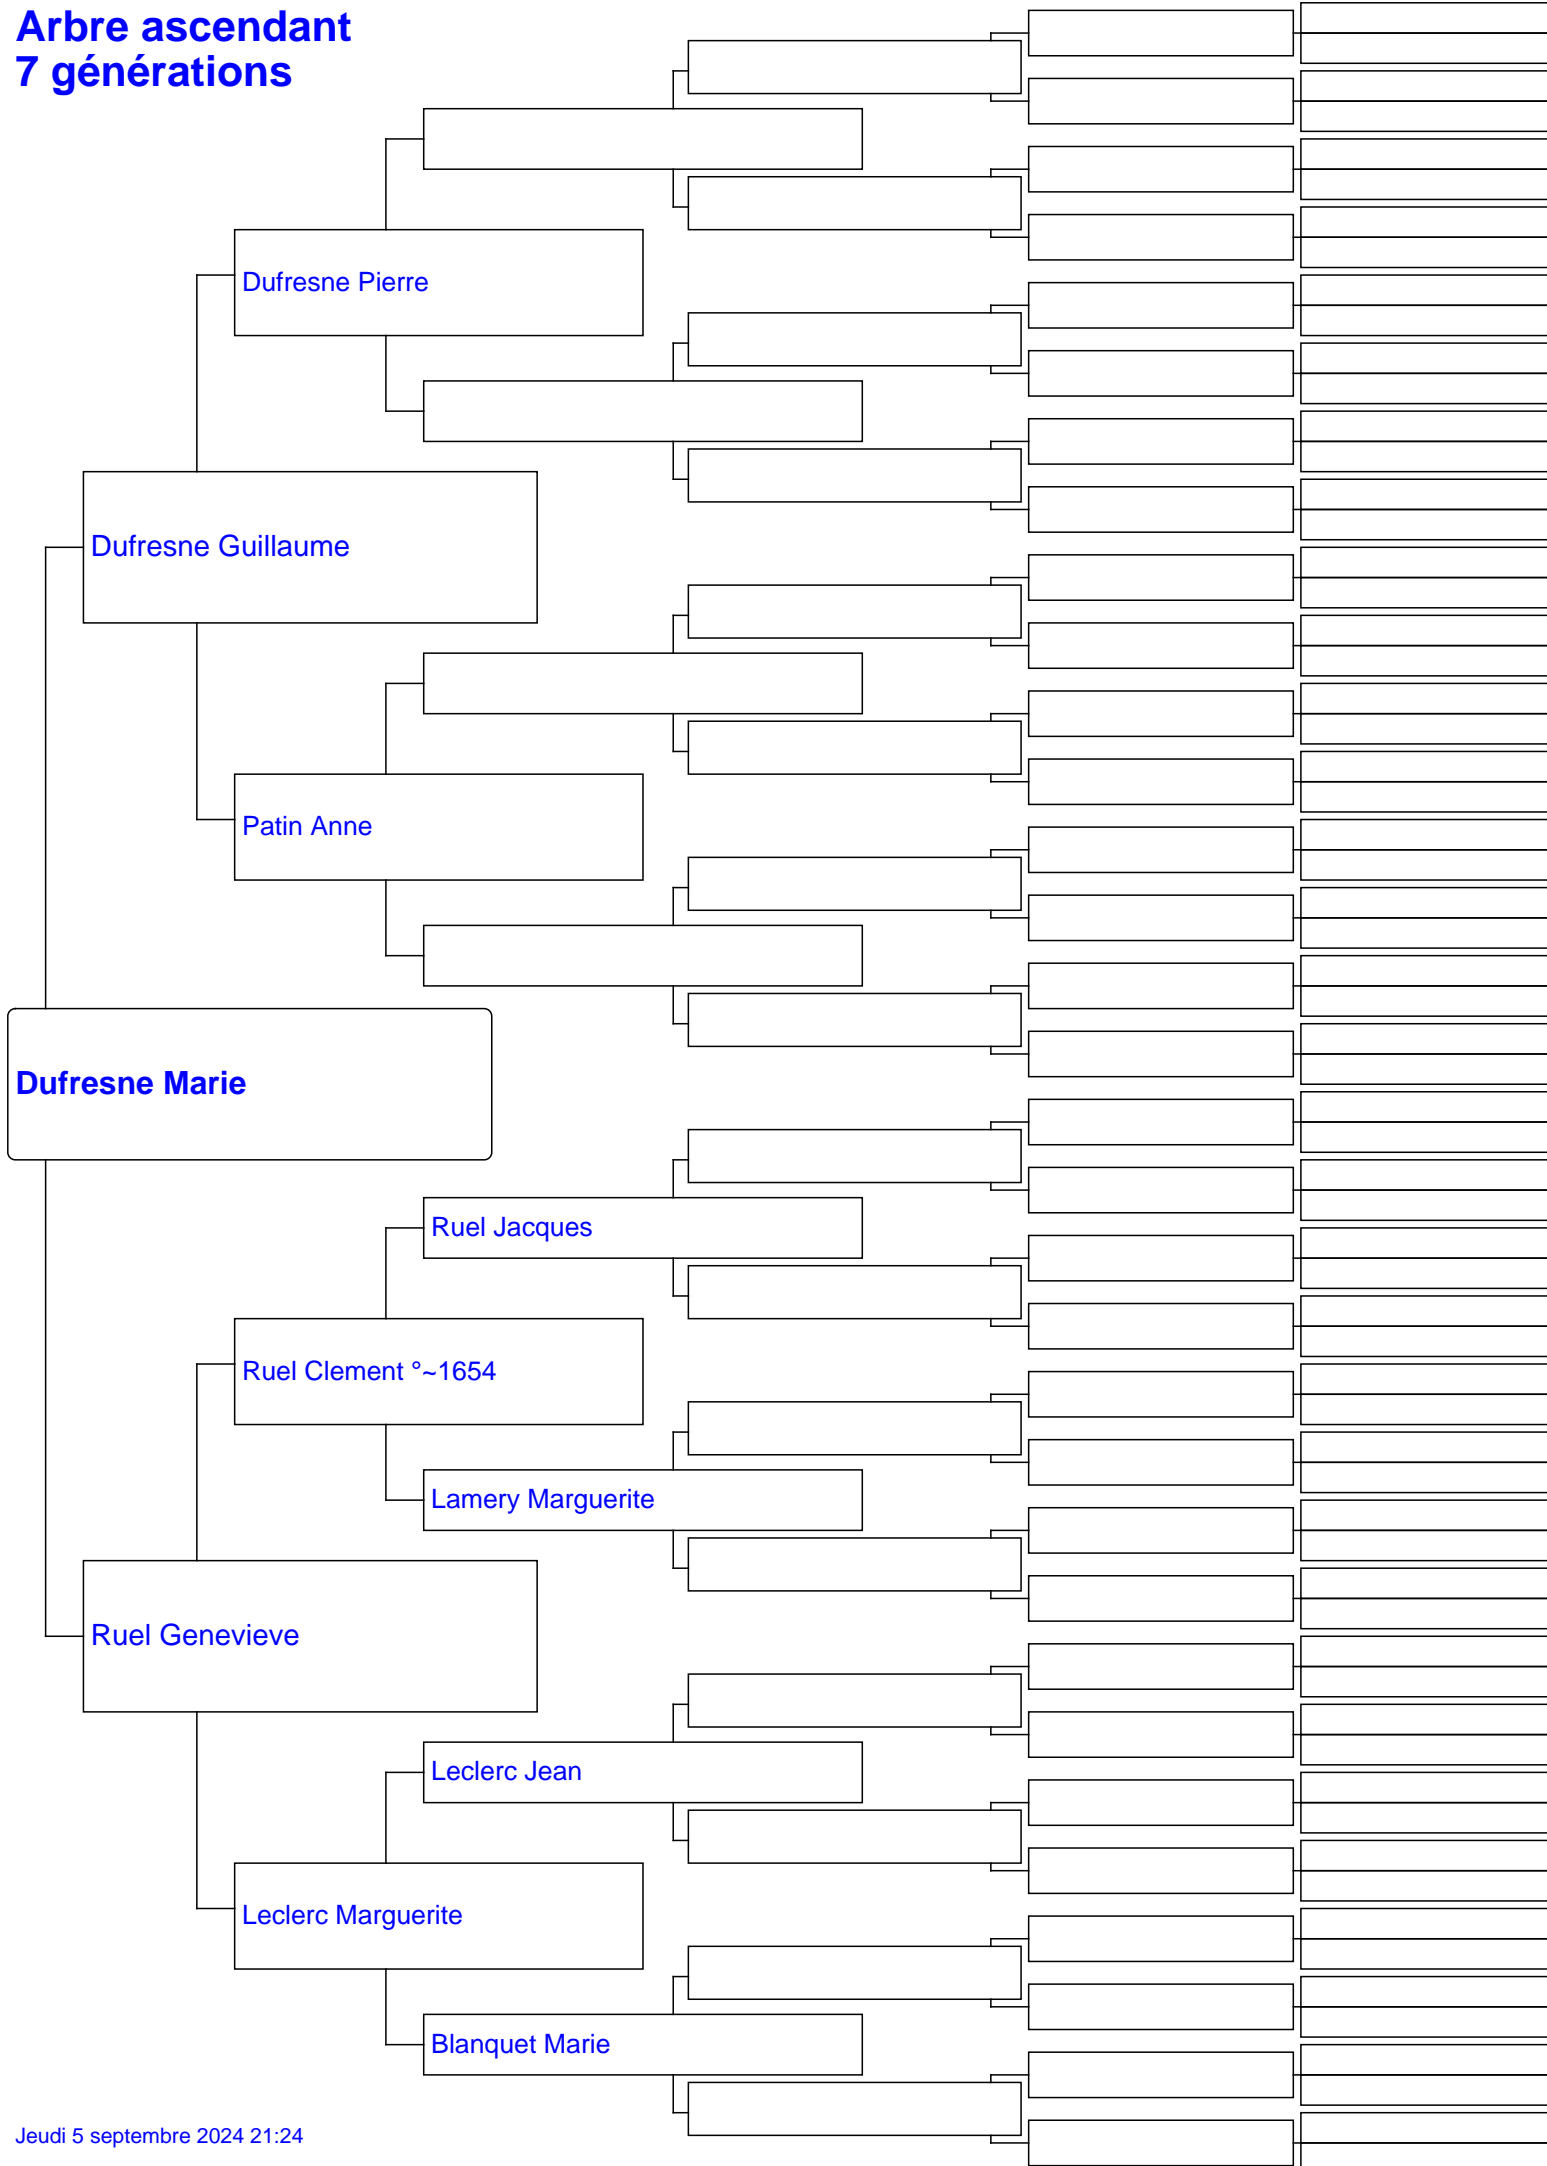 Arbre ascendant
7 générations
Dufresne Pierre
Dufresne Guillaume
Patin Anne
Dufresne Marie
Ruel Jacques
Ruel Clement °~1654
Lamery Marguerite
Ruel Genevieve
Leclerc Jean
Leclerc Marguerite
Blanquet Marie
Jeudi 5 septembre 2024 21:24